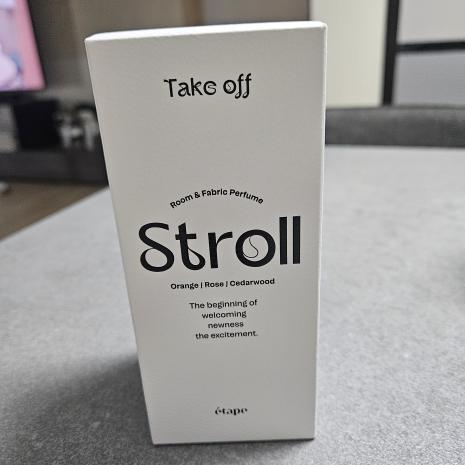 Take off
Room & Fabric Perfume
Stroll
Orange | Rose | Cedarwood
The beginning of
welcoming
newness
the excitement.
étape